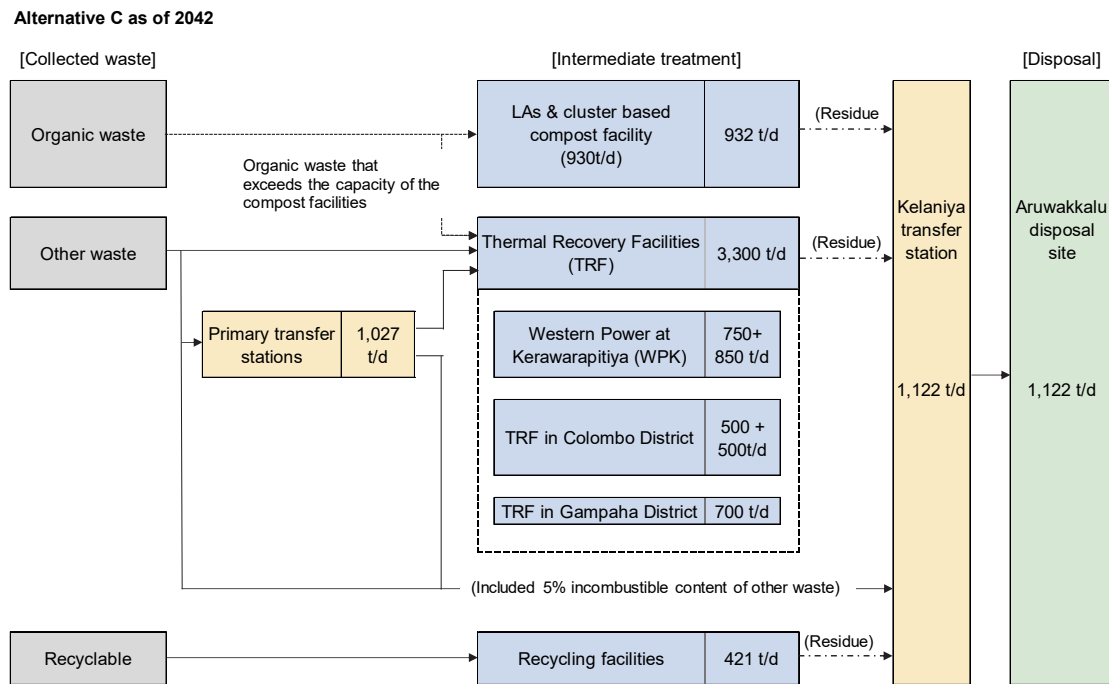 Alternative C as of 2042
[Collected waste]
[Intermediate treatment]
[Disposal]
Organic waste
LAs & cluster based
compost facility
(930t/d)
932 t/d
(Residue
Organic waste that
exceeds the capacity of the
compost facilities
Other waste
Thermal Recovery Facilities
(TRF)
3,300 t/d
(Residue)
Kelaniya
transfer
station
1,122 t/d
Aruwakkalu
disposal
site
1,122 t/d
Primary transfer
stations
1,027
t/d
Western Power at
Kerawarapitiya (WPK)
750+
850 t/d
TRF in Colombo District
500 +
500t/d
TRF in Gampaha District
700 t/d
(Included 5% incombustible content of other waste)
Recyclable
Recycling facilities
421 t/d
(Residue)